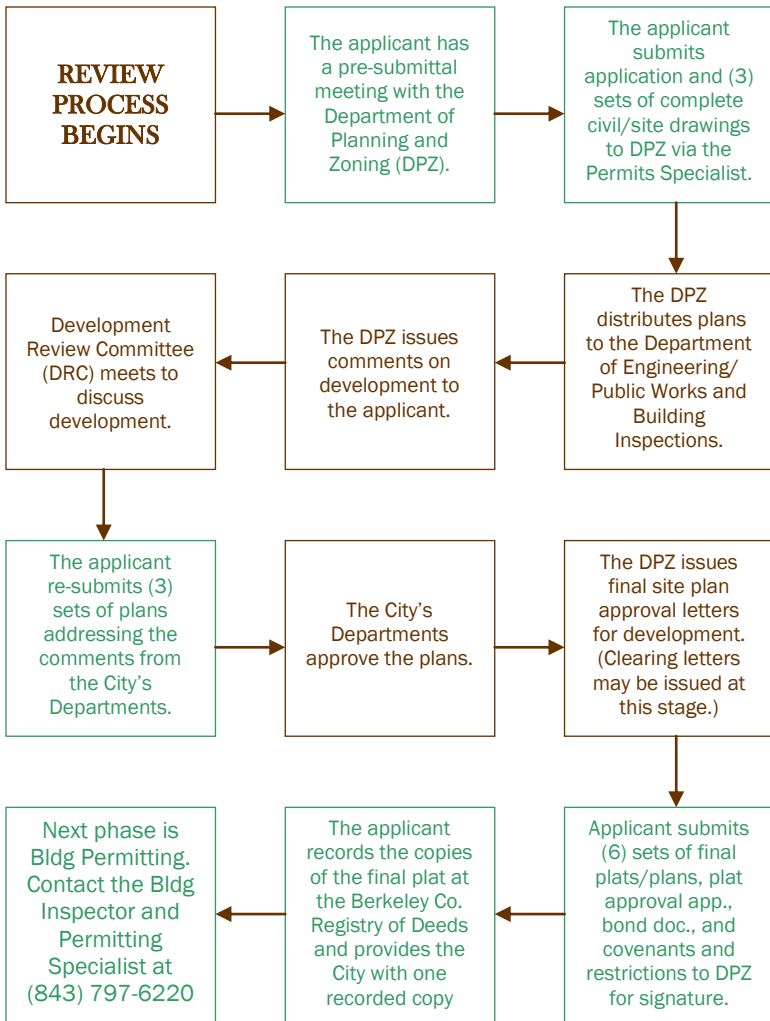 REVIEW
PROCESS
BEGINS
The applicant has
a pre-submittal
meeting with the
Department of
Planning and
Zoning (DPZ).
The applicant
submits
application and (3)
sets of complete
civil/site drawings
to DPZ via the
Permits Specialist.
The DPZ
distributes plans
to the Department
of Engineering/
Public Works and
Building
Inspections.
The DPZ issues
comments on
development to
the applicant.
Development
Review Committee
(DRC) meets to
discuss
development.
The applicant
re-submits (3)
sets of plans
addressing the
comments from
the City's
Departments.
The City's
Departments
approve the plans.
The DPZ issues
final site plan
approval letters
for development.
(Clearing letters
may be issued at
this stage.)
Applicant submits
(6) sets of final
plats/plans, plat
approval app.,
bond doc., and
covenants and
restrictions to DPZ
for signature.
The applicant
records the copies
of the final plat at
the Berkeley Co.
Registry of Deeds
and provides the
City with one
recorded copy
Next phase is
Bldg Permitting.
Contact the Bldg
Inspector and
Permitting
Specialist at
(843) 797-6220